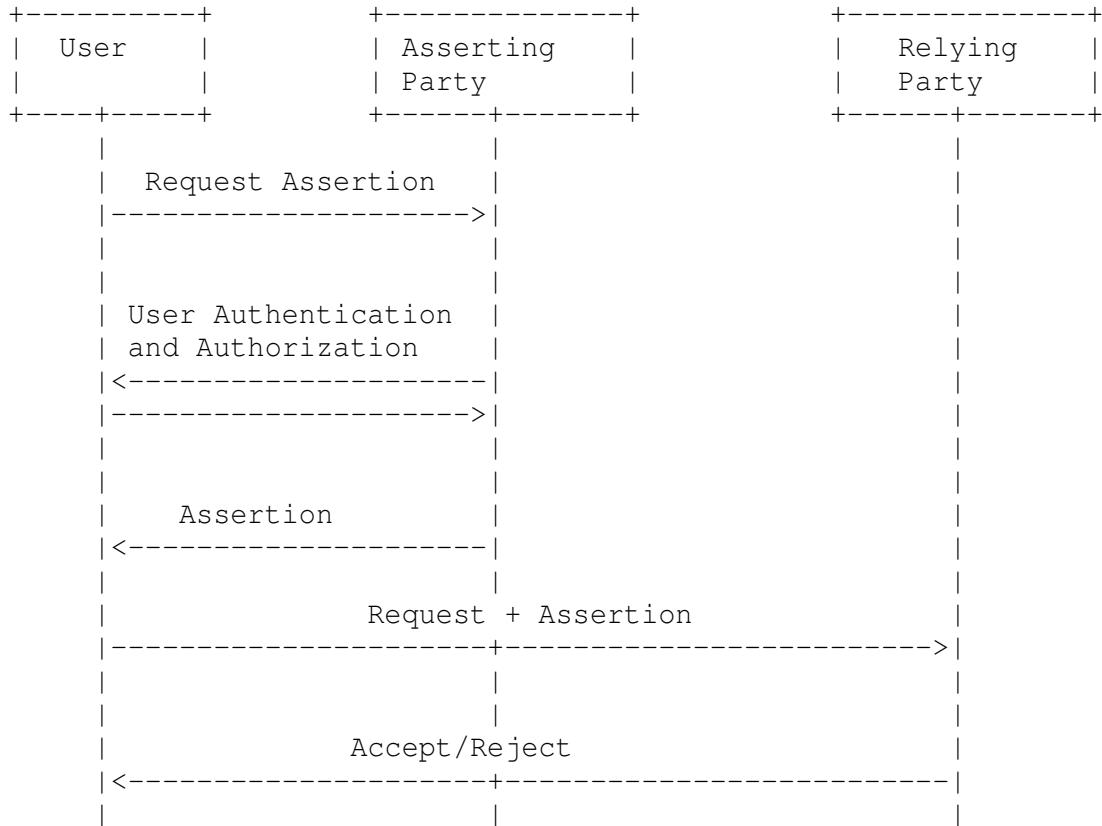 User Asserting Relying
Party Party
Request Assertion
User Authentication
and Authorization
Assertion
Request + Assertion
Accept/Reject